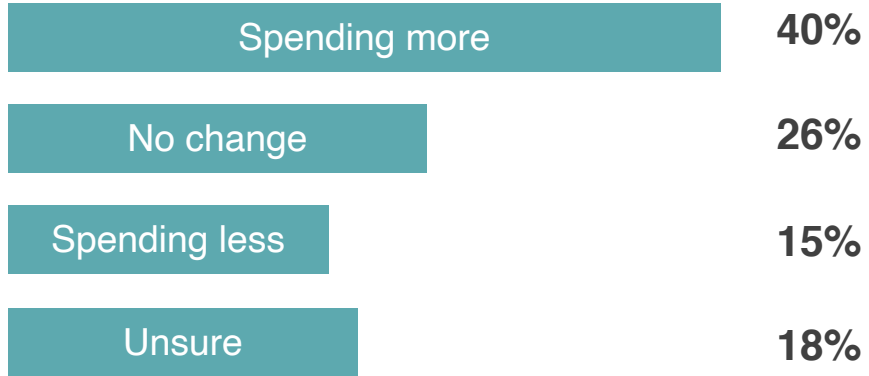 Spending more 40%
No change 26%
Spending less 15%
Unsure 18%